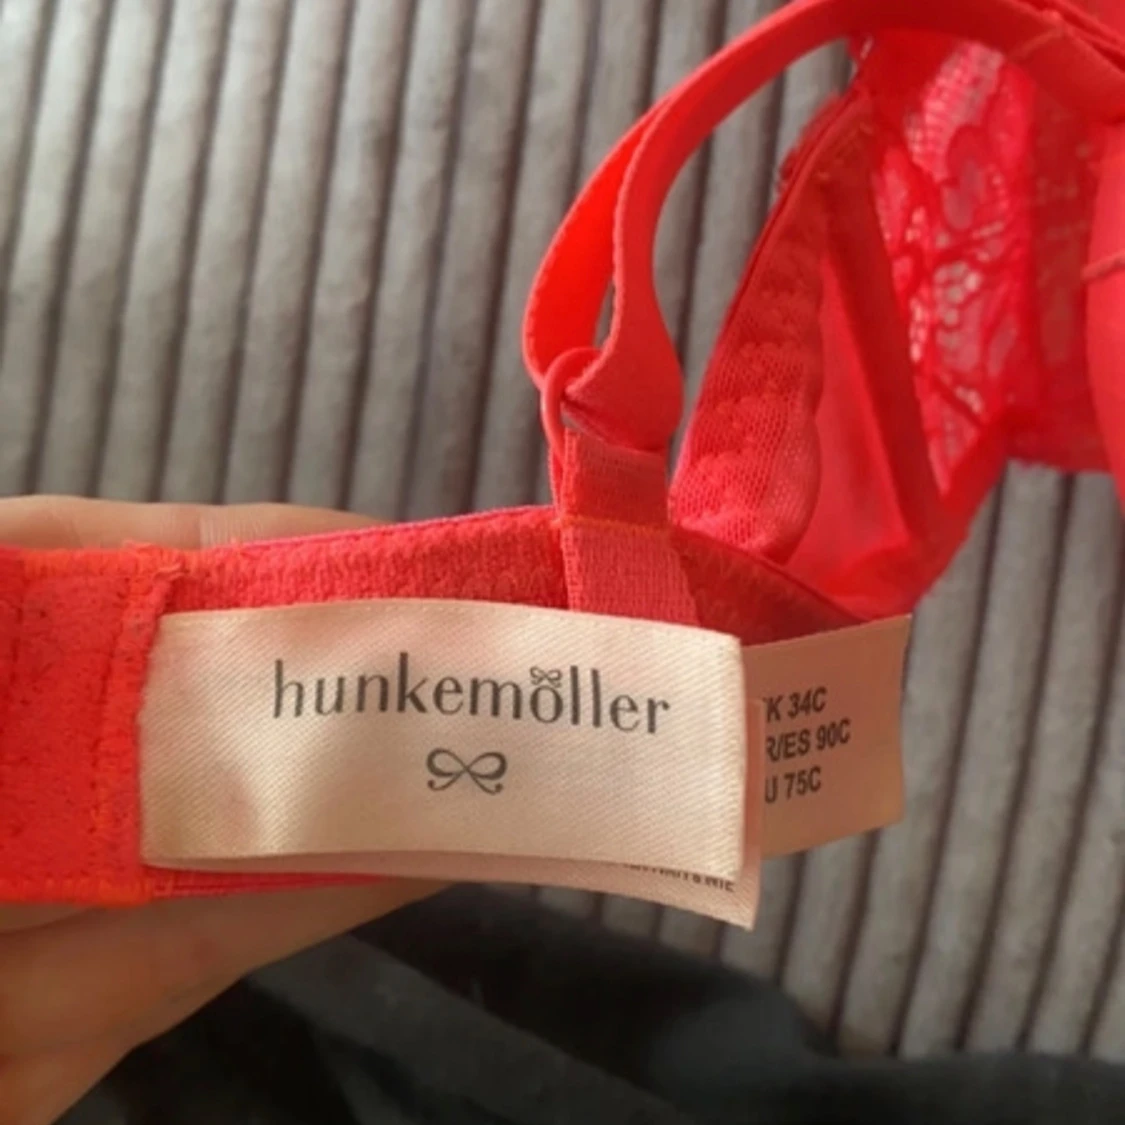 hunkemöller
K 34C
R/ES 90C
U 75C